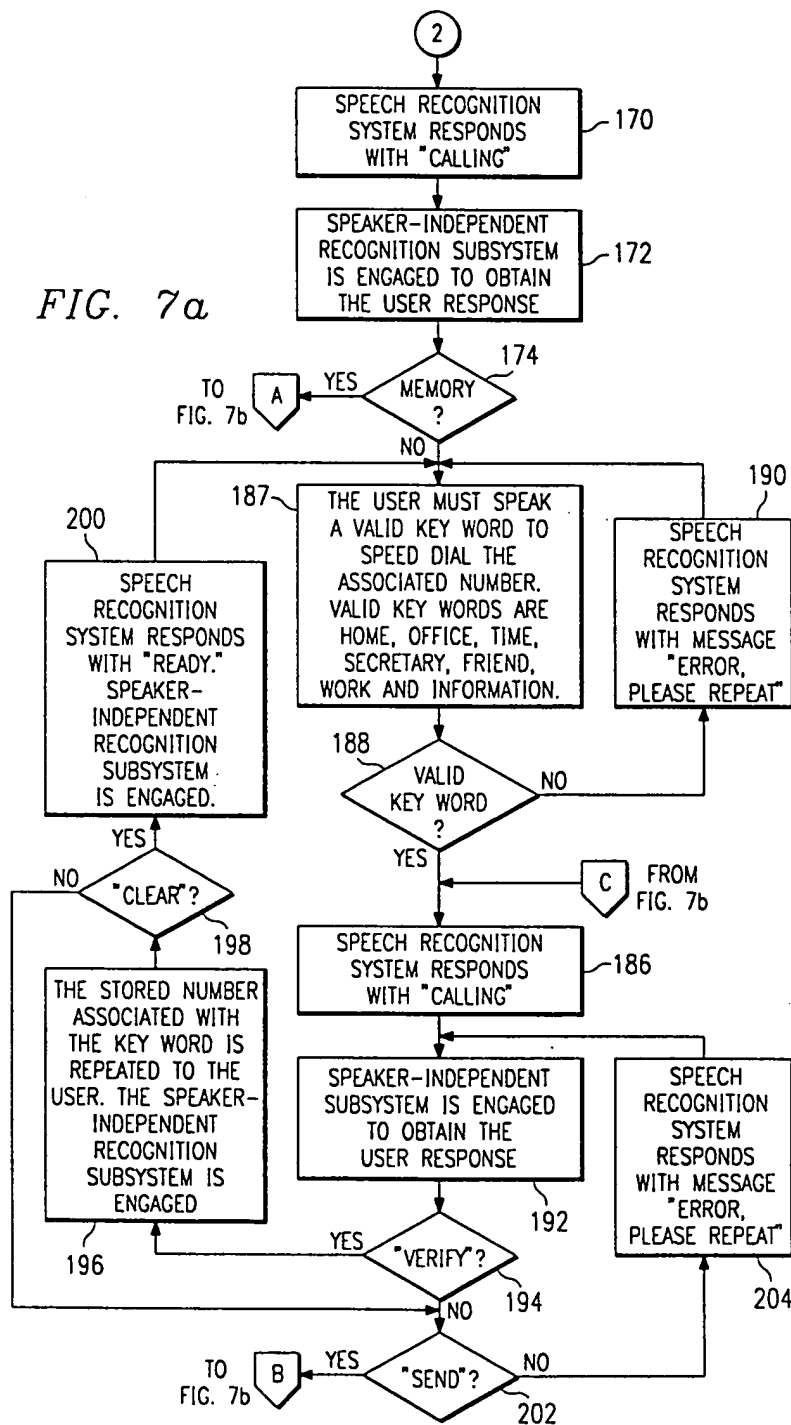 2
SPEECH RECOGNITION
SYSTEM RESPONDS
WITH "CALLING"
170
SPEAKER-INDEPENDENT
RECOGNITION SUBSYSTEM
IS ENGAGED TO OBTAIN
THE USER RESPONSE
172
FIG. 7a
174
MEMORY
?
YES
A
TO
FIG. 7b
NO
187
THE USER MUST SPEAK
A VALID KEY WORD TO
SPEED DIAL THE
ASSOCIATED NUMBER.
VALID KEY WORDS ARE
HOME, OFFICE, TIME,
SECRETARY, FRIEND,
WORK AND INFORMATION.
190
SPEECH
RECOGNITION
SYSTEM
RESPONDS
WITH MESSAGE
"ERROR,
PLEASE REPEAT"
200
SPEECH
RECOGNITION
SYSTEM RESPONDS
WITH "READY."
SPEAKER-
INDEPENDENT
RECOGNITION
SUBSYSTEM
IS ENGAGED.
188
VALID
KEY WORD
?
NO
YES
YES
NO
"CLEAR"?
198
C
FROM
FIG. 7b
SPEECH RECOGNITION
SYSTEM RESPONDS
WITH "CALLING"
186
THE STORED NUMBER
ASSOCIATED WITH
THE KEY WORD IS
REPEATED TO THE
USER. THE SPEAKER-
INDEPENDENT
RECOGNITION
SUBSYSTEM IS
ENGAGED
196
SPEAKER-INDEPENDENT
SUBSYSTEM IS ENGAGED
TO OBTAIN THE
USER RESPONSE
192
SPEECH
RECOGNITION
SYSTEM
RESPONDS
WITH MESSAGE
"ERROR,
PLEASE REPEAT"
204
YES
"VERIFY"?
194
NO
TO
FIG. 7b
B
YES
"SEND"?
NO
202